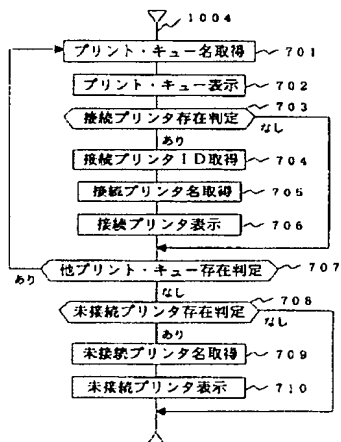 1004
プリント・キュー名取得 701
プリント・キュー表示 702
703
接続プリンタ存在判定
なし
あり
接続プリンタID取得 704
接続プリンタ名取得 705
接続プリンタ表示 706
他プリント・キュー存在判定 707
あり
なし
708
未接続プリンタ存在判定
なし
あり
未接続プリンタ名取得 709
未接続プリンタ表示 710